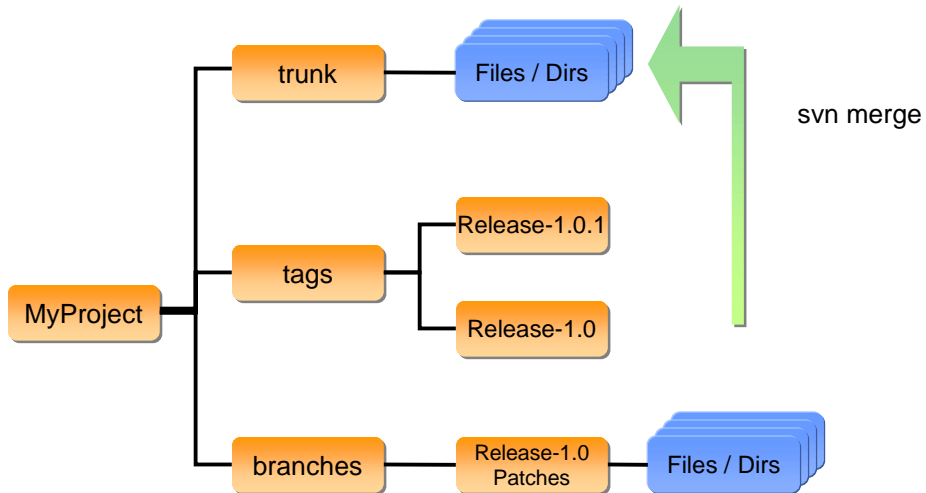 trunk
Files / Dirs
svn merge
Release-1.0.1
tags
MyProject
Release-1.0
branches
Release-1.0
Patches
Files / Dirs